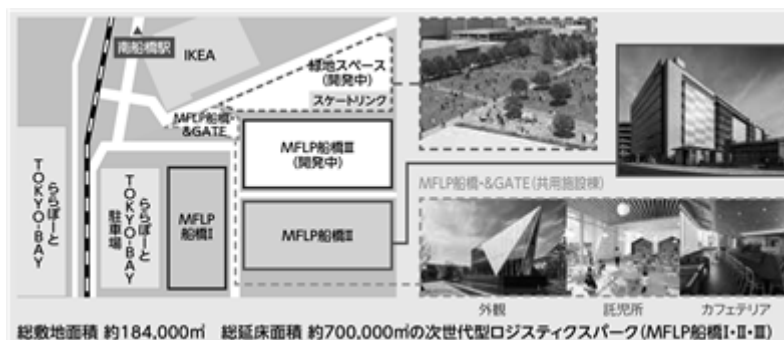 南船橋駅
IKEA
緑地スペース
(開発中)
スケートリンク
MFLP船橋・
&GATE
MFLP船橋Ⅲ
(開発中)
ららぽーと
TOKYO-BAY
ららぽーと
TOKYO-BAY
駐車場
MFLP
船橋Ⅰ
MFLP船橋Ⅱ
MFLP船橋・&GATE(共用施設棟)
外観
託児所
カフェテリア
総敷地面積 約184,000㎡ 総延床面積 約700,000㎡の次世代型ロジスティクスパーク(MFLP船橋Ⅰ・Ⅱ・Ⅲ)